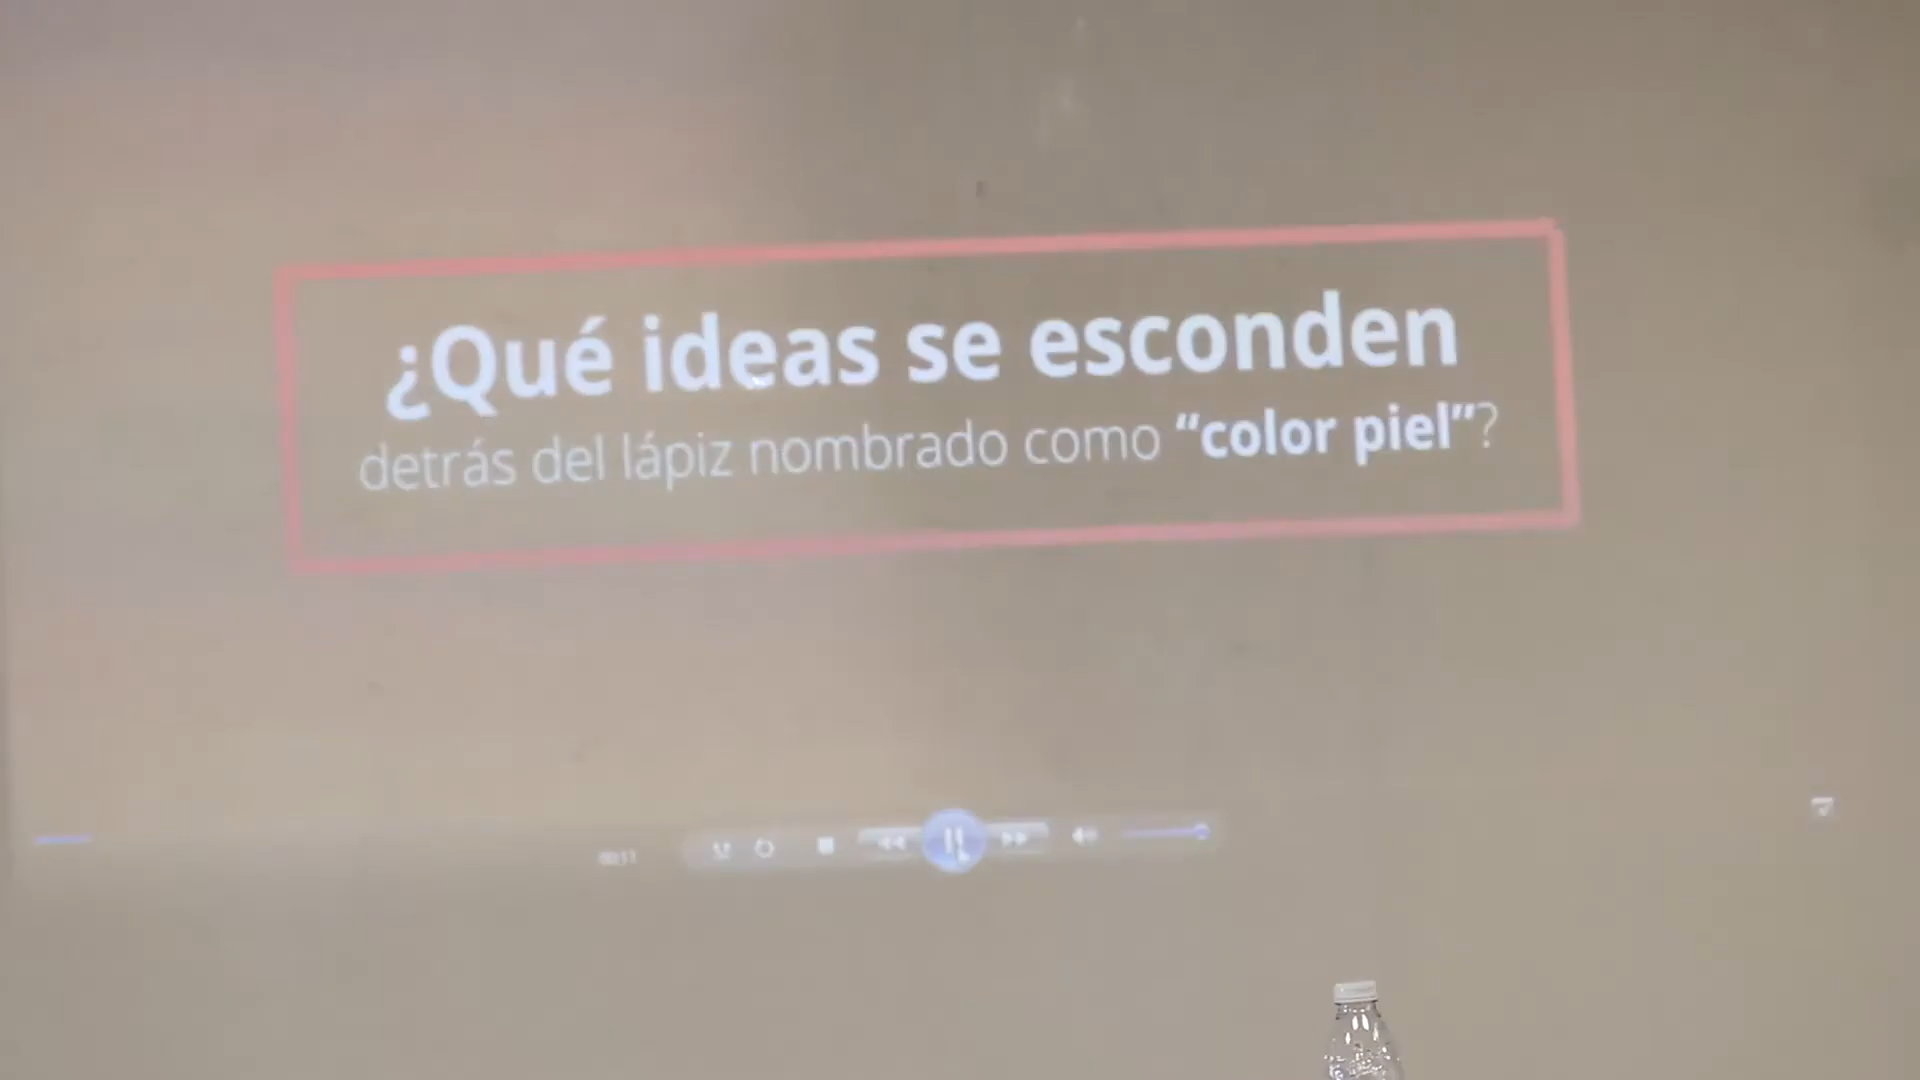 ¿Qué ideas se esconden
detrás del lápiz nombrado como “color piel”?